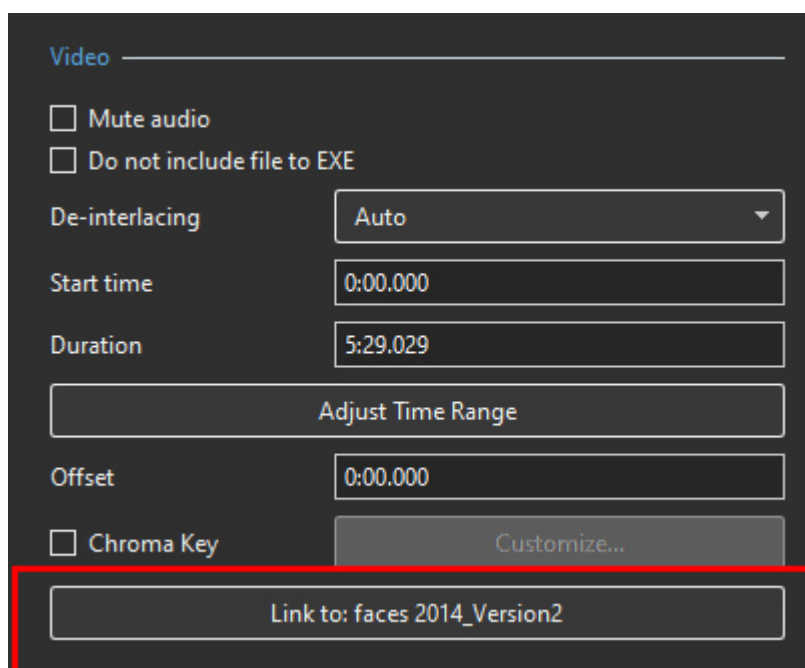 Video
Mute audio
Do not include file to EXE
De-interlacing Auto
Start time 0:00.000
Duration 5:29.029
Adjust Time Range
Offset 0:00.000
Chroma Key Customize...
Link to: faces 2014_Version2